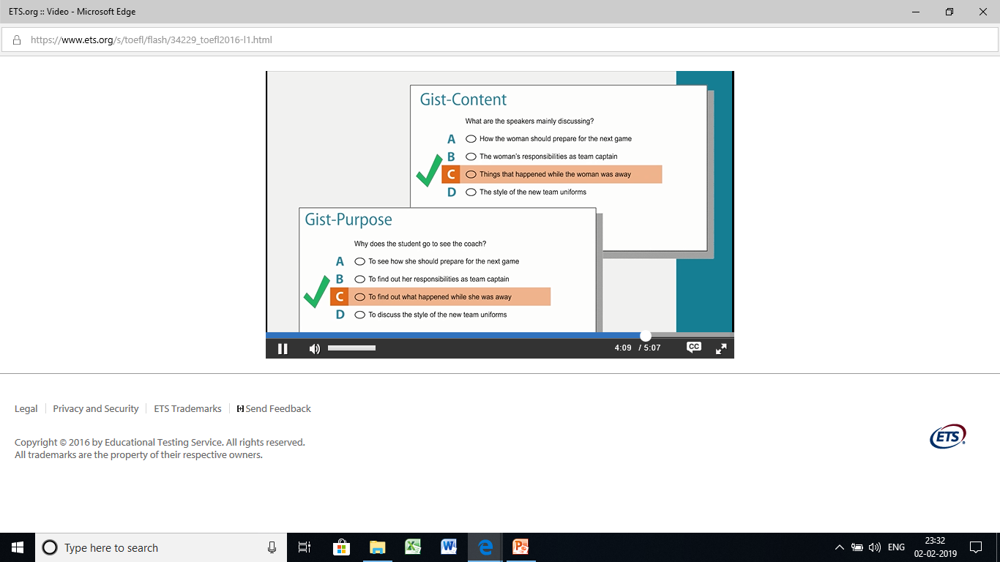 ETS.org :: Video - Microsoft Edge
https://www.ets.org/s/toefl/flash/34229_toefl2016-l1.html
Gist-Content
What are the speakers mainly discussing?
A How the woman should prepare for the next game
B The woman's responsibilities as team captain
C Things that happened while the woman was away
D The style of the new team uniforms
Gist-Purpose
Why does the student go to see the coach?
A To see how she should prepare for the next game
B To find out her responsibilities as team captain
C To find out what happened while she was away
D To discuss the style of the new team uniforms
4:09 / 5:07 CC
Legal Privacy and Security ETS Trademarks [+] Send Feedback
Copyright © 2016 by Educational Testing Service. All rights reserved.
All trademarks are the property of their respective owners.
ETS®
Type here to search
ENG
23:32
02-02-2019